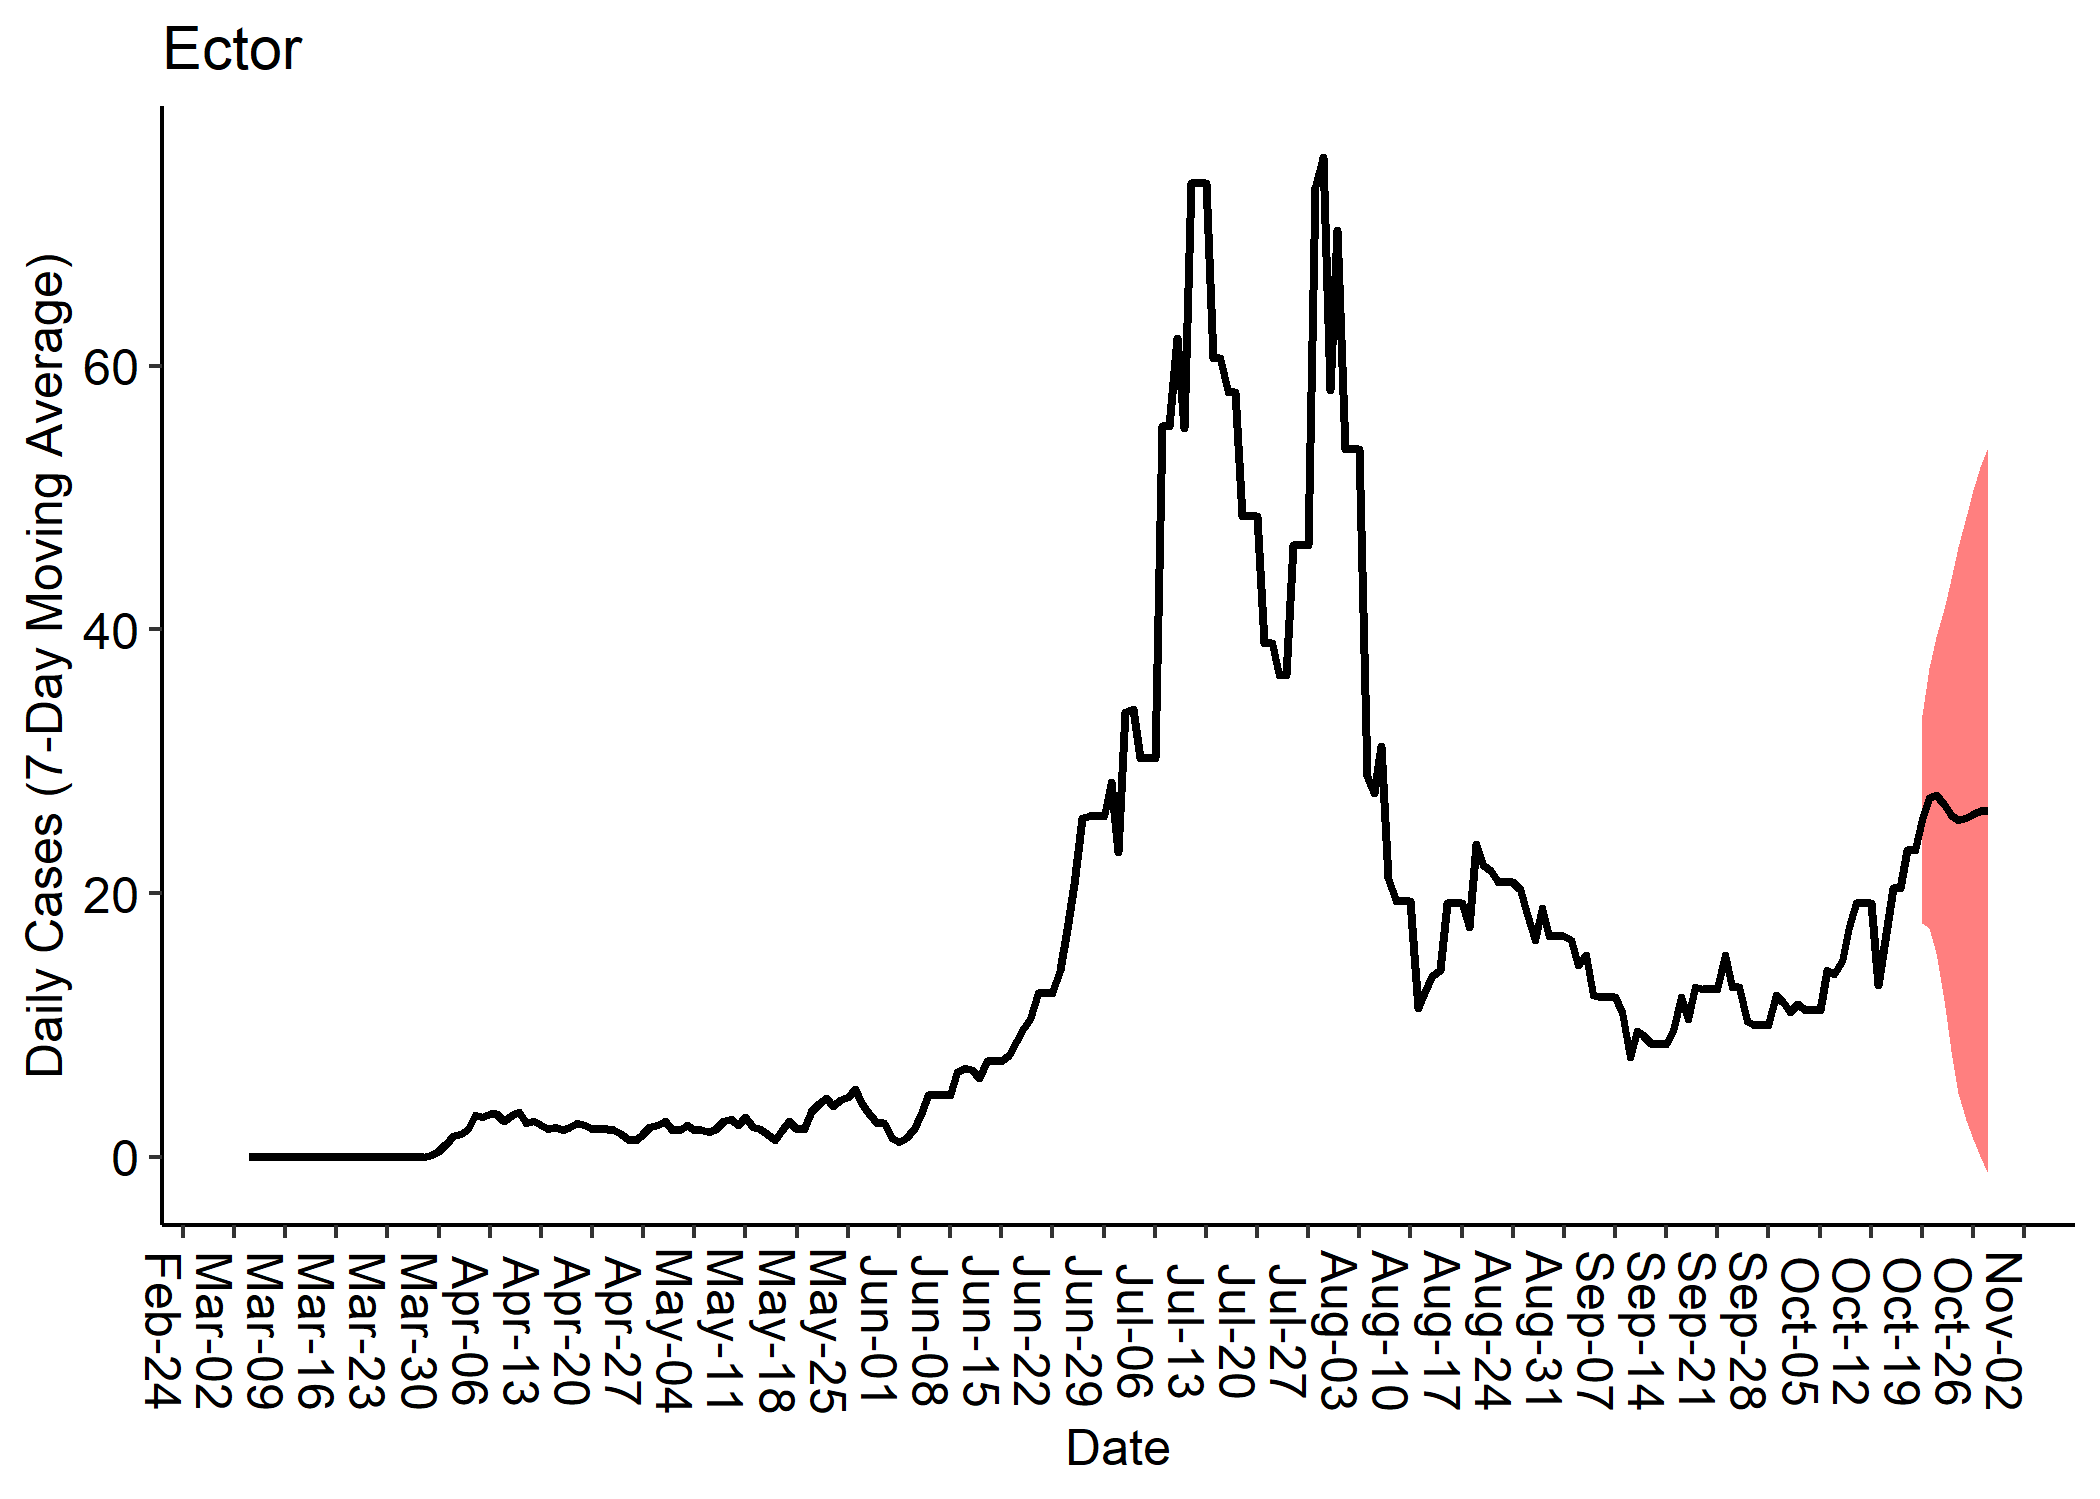 Ector
Daily Cases (7-Day Moving Average)
60
40
20
0
Feb-24
Mar-02
Mar-09
Mar-16
Mar-23
Mar-30
Apr-06
Apr-13
Apr-20
Apr-27
May-04
May-11
May-18
May-25
Jun-01
Jun-08
Jun-15
Jun-22
Jun-29
Jul-06
Jul-13
Jul-20
Jul-27
Aug-03
Aug-10
Aug-17
Aug-24
Aug-31
Sep-07
Sep-14
Sep-21
Sep-28
Oct-05
Oct-12
Oct-19
Oct-26
Nov-02
Date